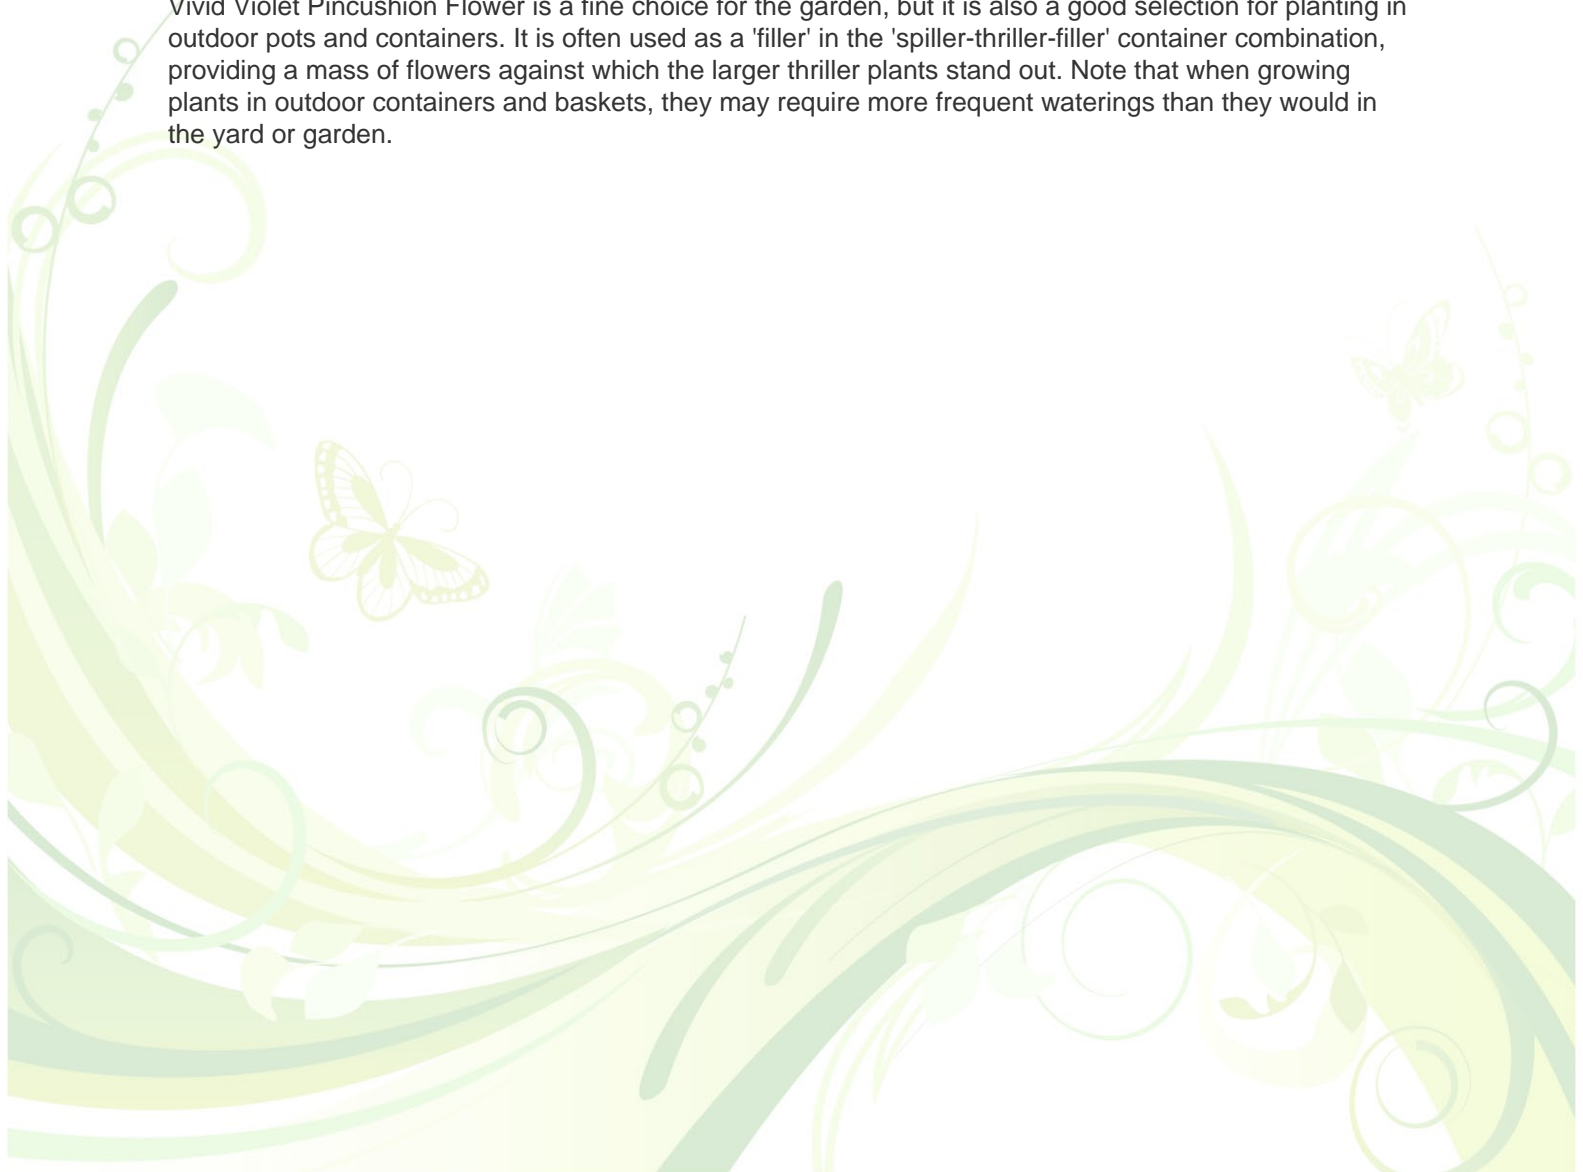 Vivid Violet Pincushion Flower is a fine choice for the garden, but it is also a good selection for planting in
outdoor pots and containers. It is often used as a 'filler' in the 'spiller-thriller-filler' container combination,
providing a mass of flowers against which the larger thriller plants stand out. Note that when growing
plants in outdoor containers and baskets, they may require more frequent waterings than they would in
the yard or garden.